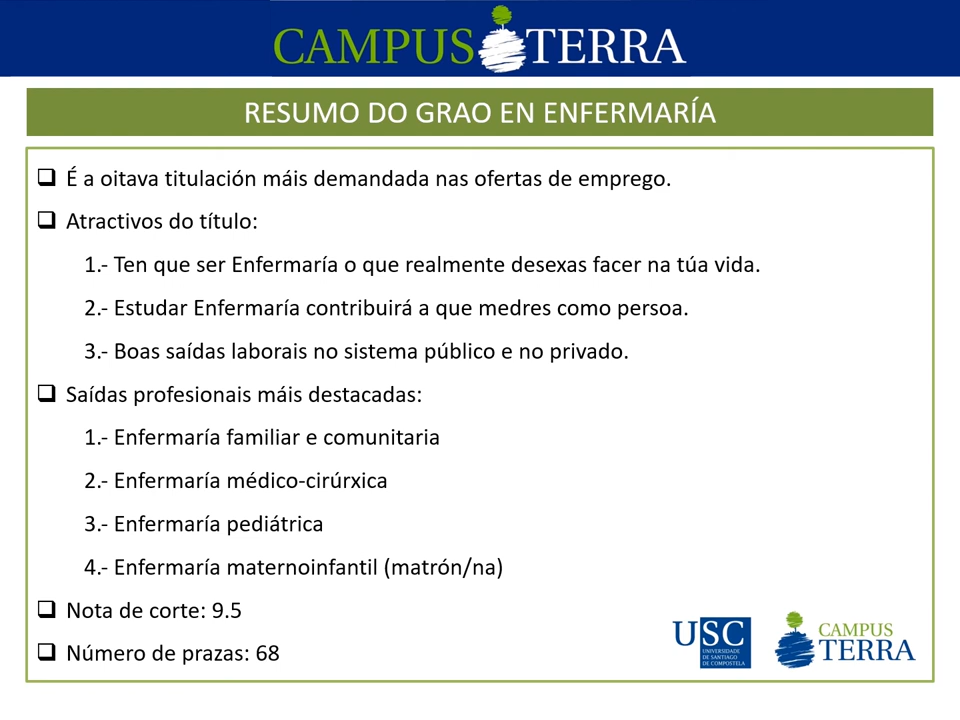 CAMPUS TERRA
RESUMO DO GRAO EN ENFERMARÍA
É a oitava titulación máis demandada nas ofertas de emprego.
Atractivos do título:
1.- Ten que ser Enfermaría o que realmente desexas facer na túa vida.
2.- Estudar Enfermaría contribuirá a que medres como persoa.
3.- Boas saídas laborais no sistema público e no privado.
Saídas profesionais máis destacadas:
1.- Enfermaría familiar e comunitaria
2.- Enfermaría médico-cirúrxica
3.- Enfermaría pediátrica
4.- Enfermaría maternoinfantil (matrón/na)
Nota de corte: 9.5
Número de prazas: 68
USC
UNIVERSIDADE
DE SANTIAGO
DE COMPOSTELA
CAMPUS
TERRA